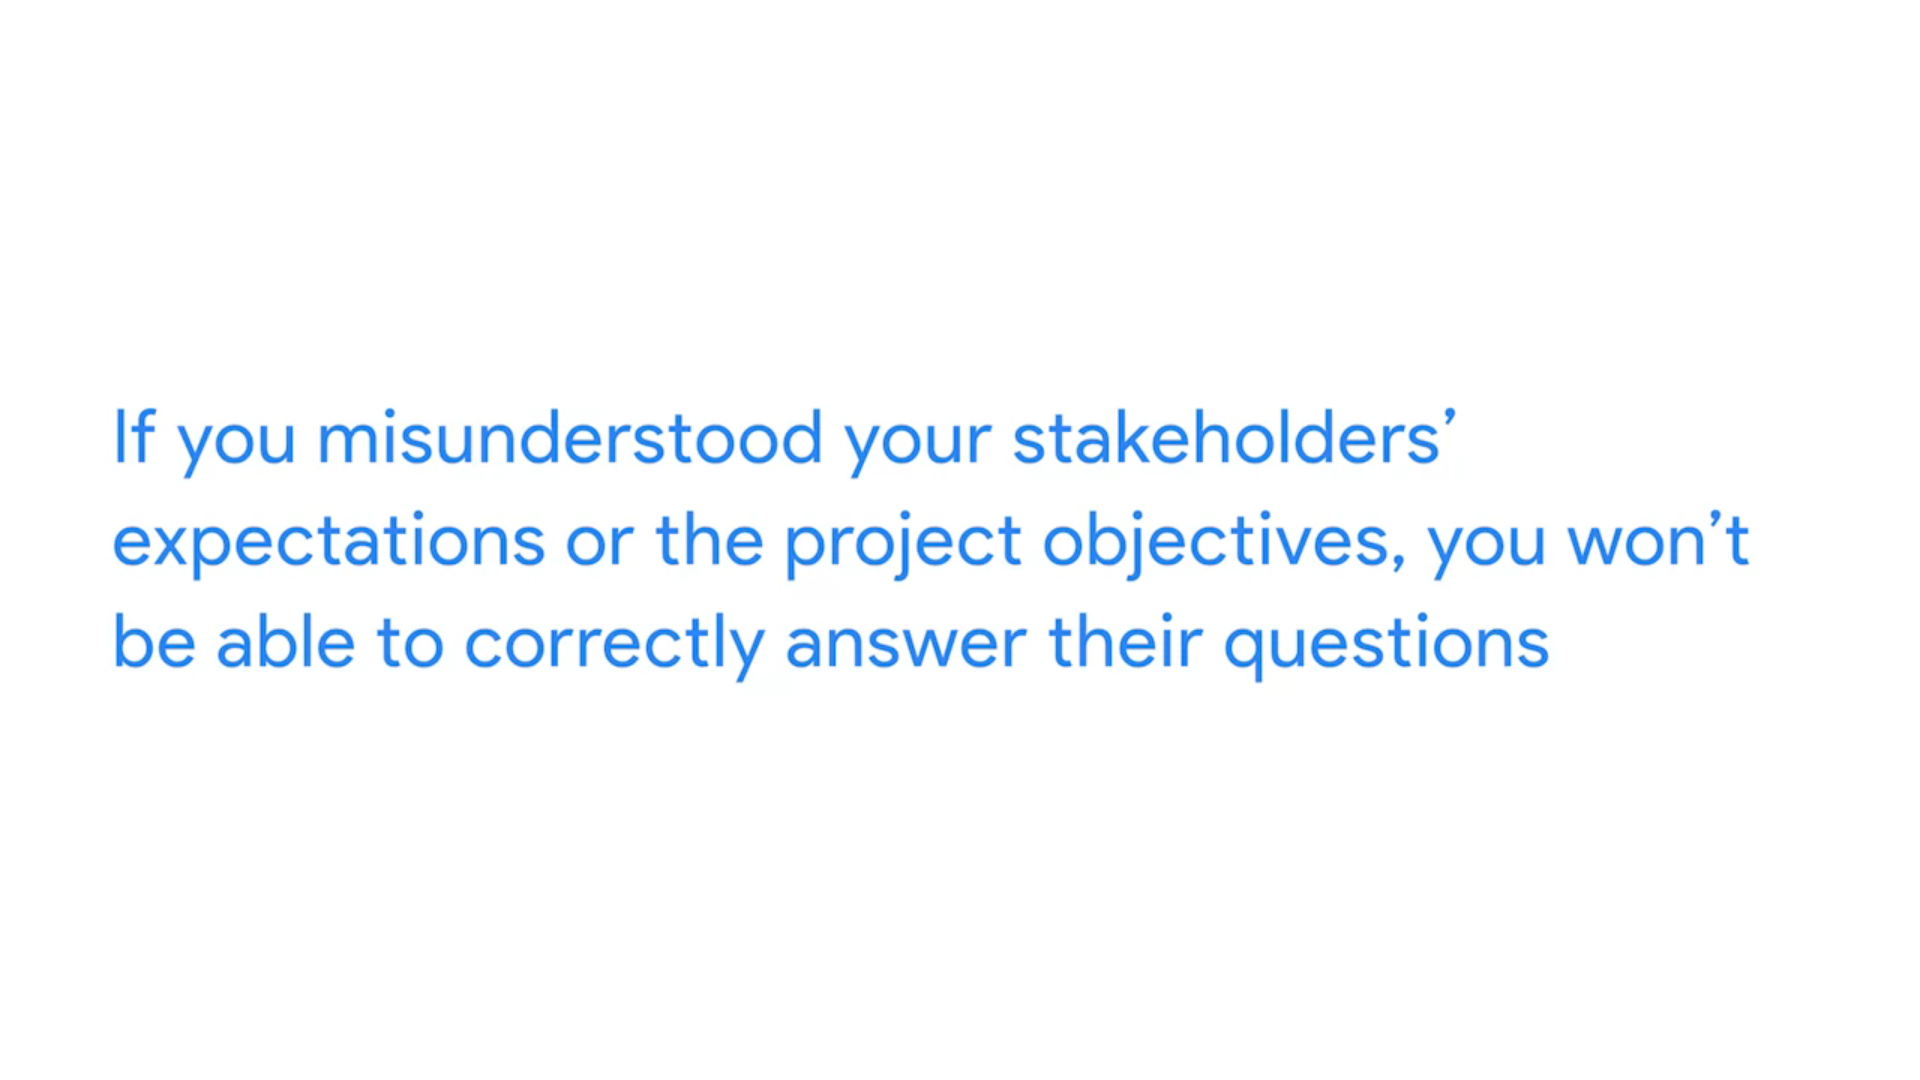 If you misunderstood your stakeholders’
expectations or the project objectives, you won’t
be able to correctly answer their questions